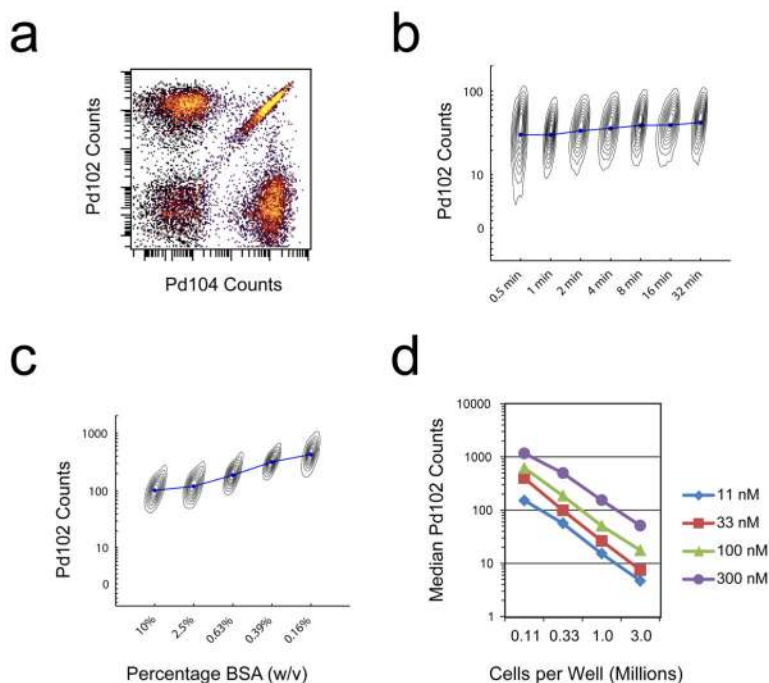 a
Pd102 Counts
Pd104 Counts
b
Pd102 Counts
100
10
0
0.5 min
1 min
2 min
4 min
8 min
16 min
32 min
c
Pd102 Counts
1000
100
10
0
10%
2.5%
0.63%
0.39%
0.16%
Percentage BSA (w/v)
d
Median Pd102 Counts
10000
1000
100
10
1
0.11 0.33 1.0 3.0
Cells per Well (Millions)
11 nM
33 nM
100 nM
300 nM